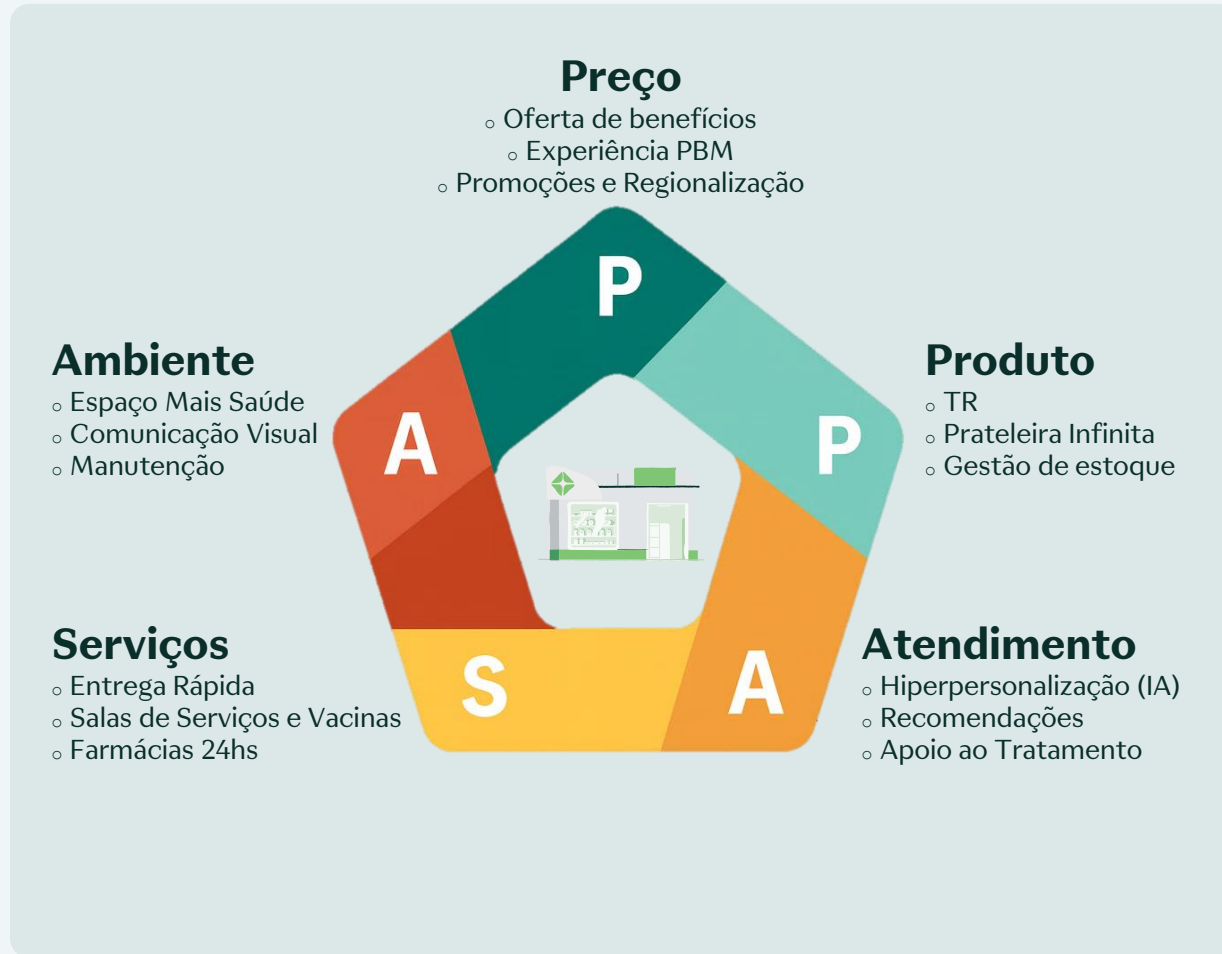 Preço
○ Oferta de benefícios
○ Experiência PBM
○ Promoções e Regionalização
P
Ambiente
○ Espaço Mais Saúde
○ Comunicação Visual
○ Manutenção
A
P
Produto
○ TR
○ Prateleira Infinita
○ Gestão de estoque
Serviços
○ Entrega Rápida
○ Salas de Serviços e Vacinas
○ Farmácias 24hs
S
A
Atendimento
○ Hiperpersonalização (IA)
○ Recomendações
○ Apoio ao Tratamento